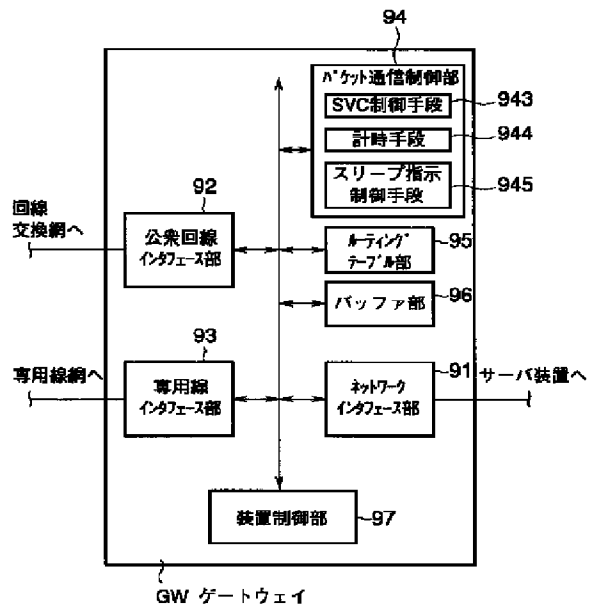 94
パケット通信制御部
SVC制御手段
943
計時手段
944
スリープ指示
制御手段
945
回線
交換網へ
92
公衆回線
インタフェース部
ルーティング
テーブル部
95
バッファ部
96
専用線網へ
93
専用線
インタフェース部
ネットワーク
インタフェース部
91
サーバ装置へ
装置制御部
97
GW ゲートウェイ